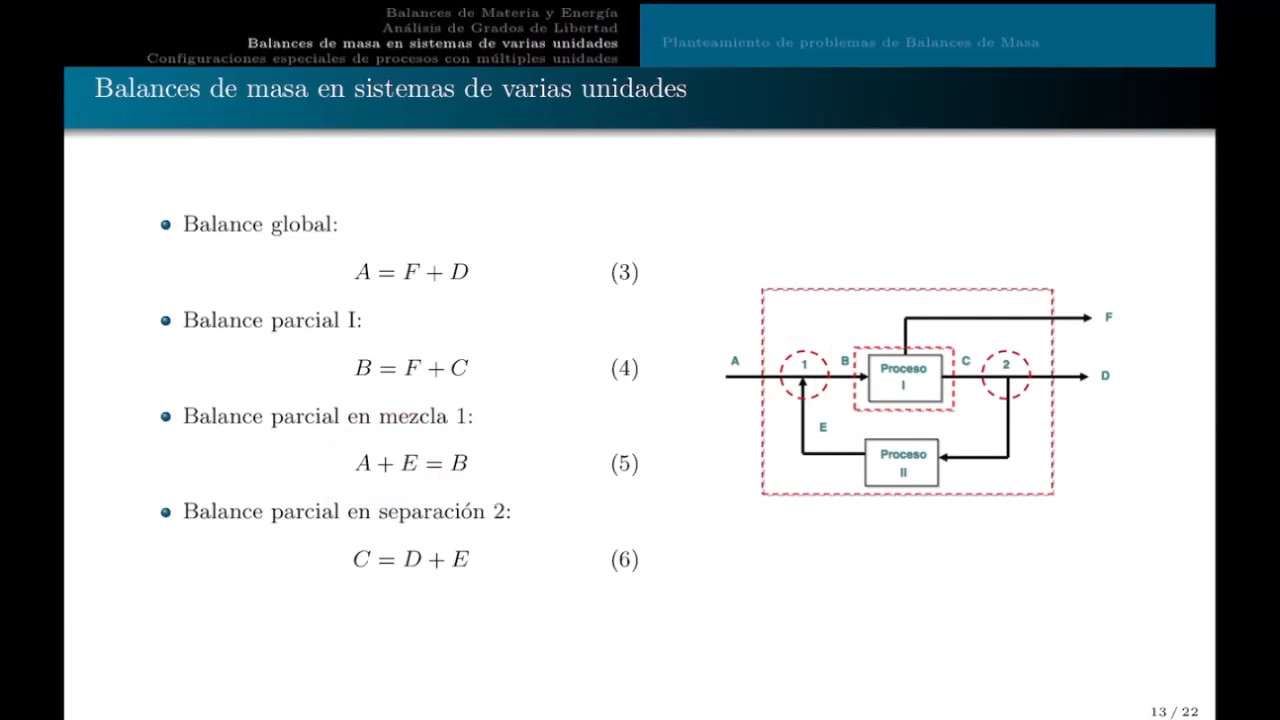 Balances de Materia y Energía
Análisis de Grados de Libertad
Balances de masa en sistemas de varias unidades
Configuraciones especiales de procesos con múltiples unidades
Planteamiento de problemas de Balances de Masa
Balances de masa en sistemas de varias unidades
Balance global:
A = F + D (3)
Balance parcial I:
B = F + C (4)
Balance parcial en mezcla 1:
A + E = B (5)
Balance parcial en separación 2:
C = D + E (6)
F
A 1 B Proceso I C 2 D
E
Proceso II
13 / 22